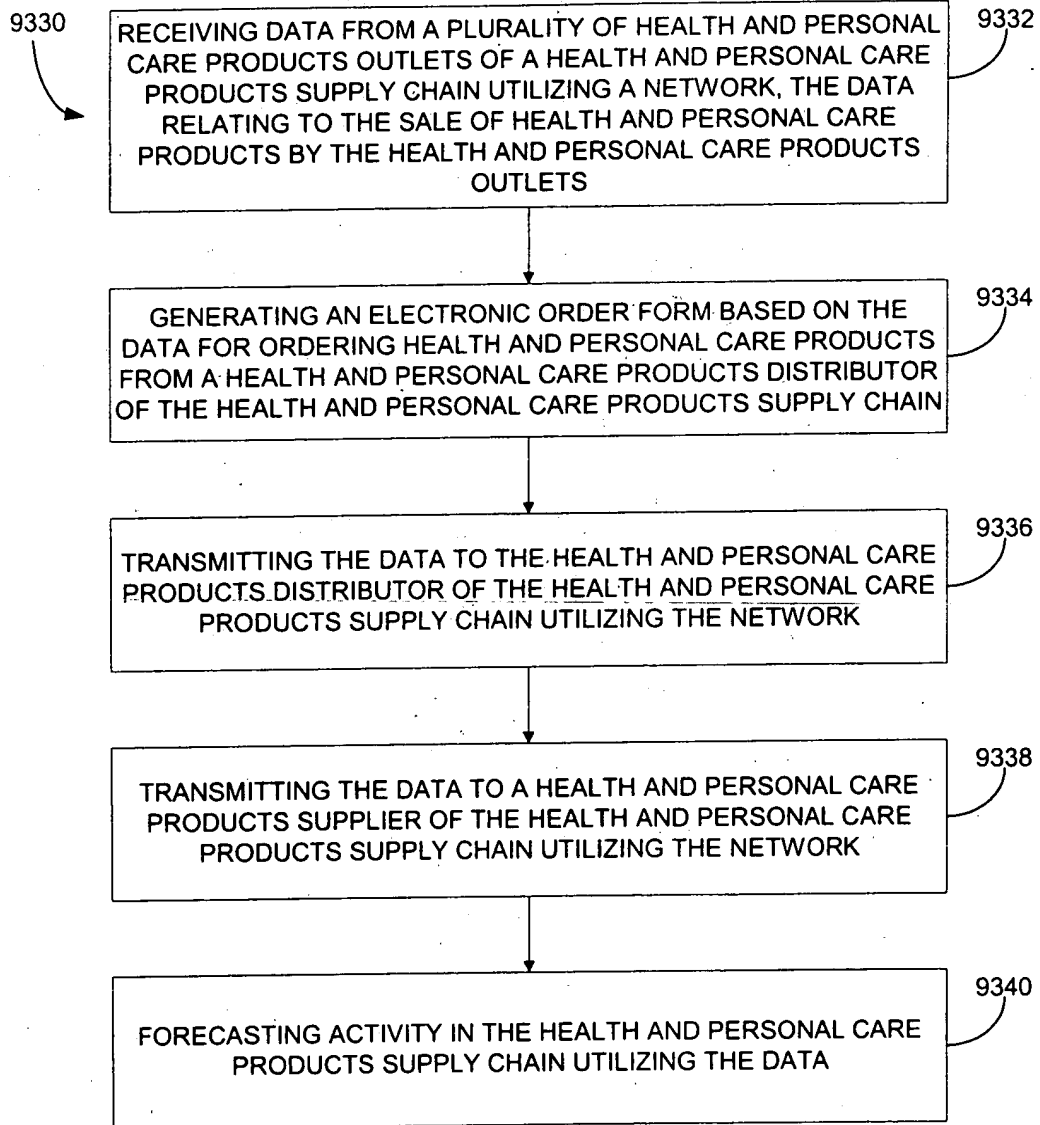 9330
RECEIVING DATA FROM A PLURALITY OF HEALTH AND PERSONAL
CARE PRODUCTS OUTLETS OF A HEALTH AND PERSONAL CARE
PRODUCTS SUPPLY CHAIN UTILIZING A NETWORK, THE DATA
RELATING TO THE SALE OF HEALTH AND PERSONAL CARE
PRODUCTS BY THE HEALTH AND PERSONAL CARE PRODUCTS
OUTLETS
9332
GENERATING AN ELECTRONIC ORDER FORM BASED ON THE
DATA FOR ORDERING HEALTH AND PERSONAL CARE PRODUCTS
FROM A HEALTH AND PERSONAL CARE PRODUCTS DISTRIBUTOR
OF THE HEALTH AND PERSONAL CARE PRODUCTS SUPPLY CHAIN
9334
TRANSMITTING THE DATA TO THE HEALTH AND PERSONAL CARE
PRODUCTS DISTRIBUTOR OF THE HEALTH AND PERSONAL CARE
PRODUCTS SUPPLY CHAIN UTILIZING THE NETWORK
9336
TRANSMITTING THE DATA TO A HEALTH AND PERSONAL CARE
PRODUCTS SUPPLIER OF THE HEALTH AND PERSONAL CARE
PRODUCTS SUPPLY CHAIN UTILIZING THE NETWORK
9338
FORECASTING ACTIVITY IN THE HEALTH AND PERSONAL CARE
PRODUCTS SUPPLY CHAIN UTILIZING THE DATA
9340